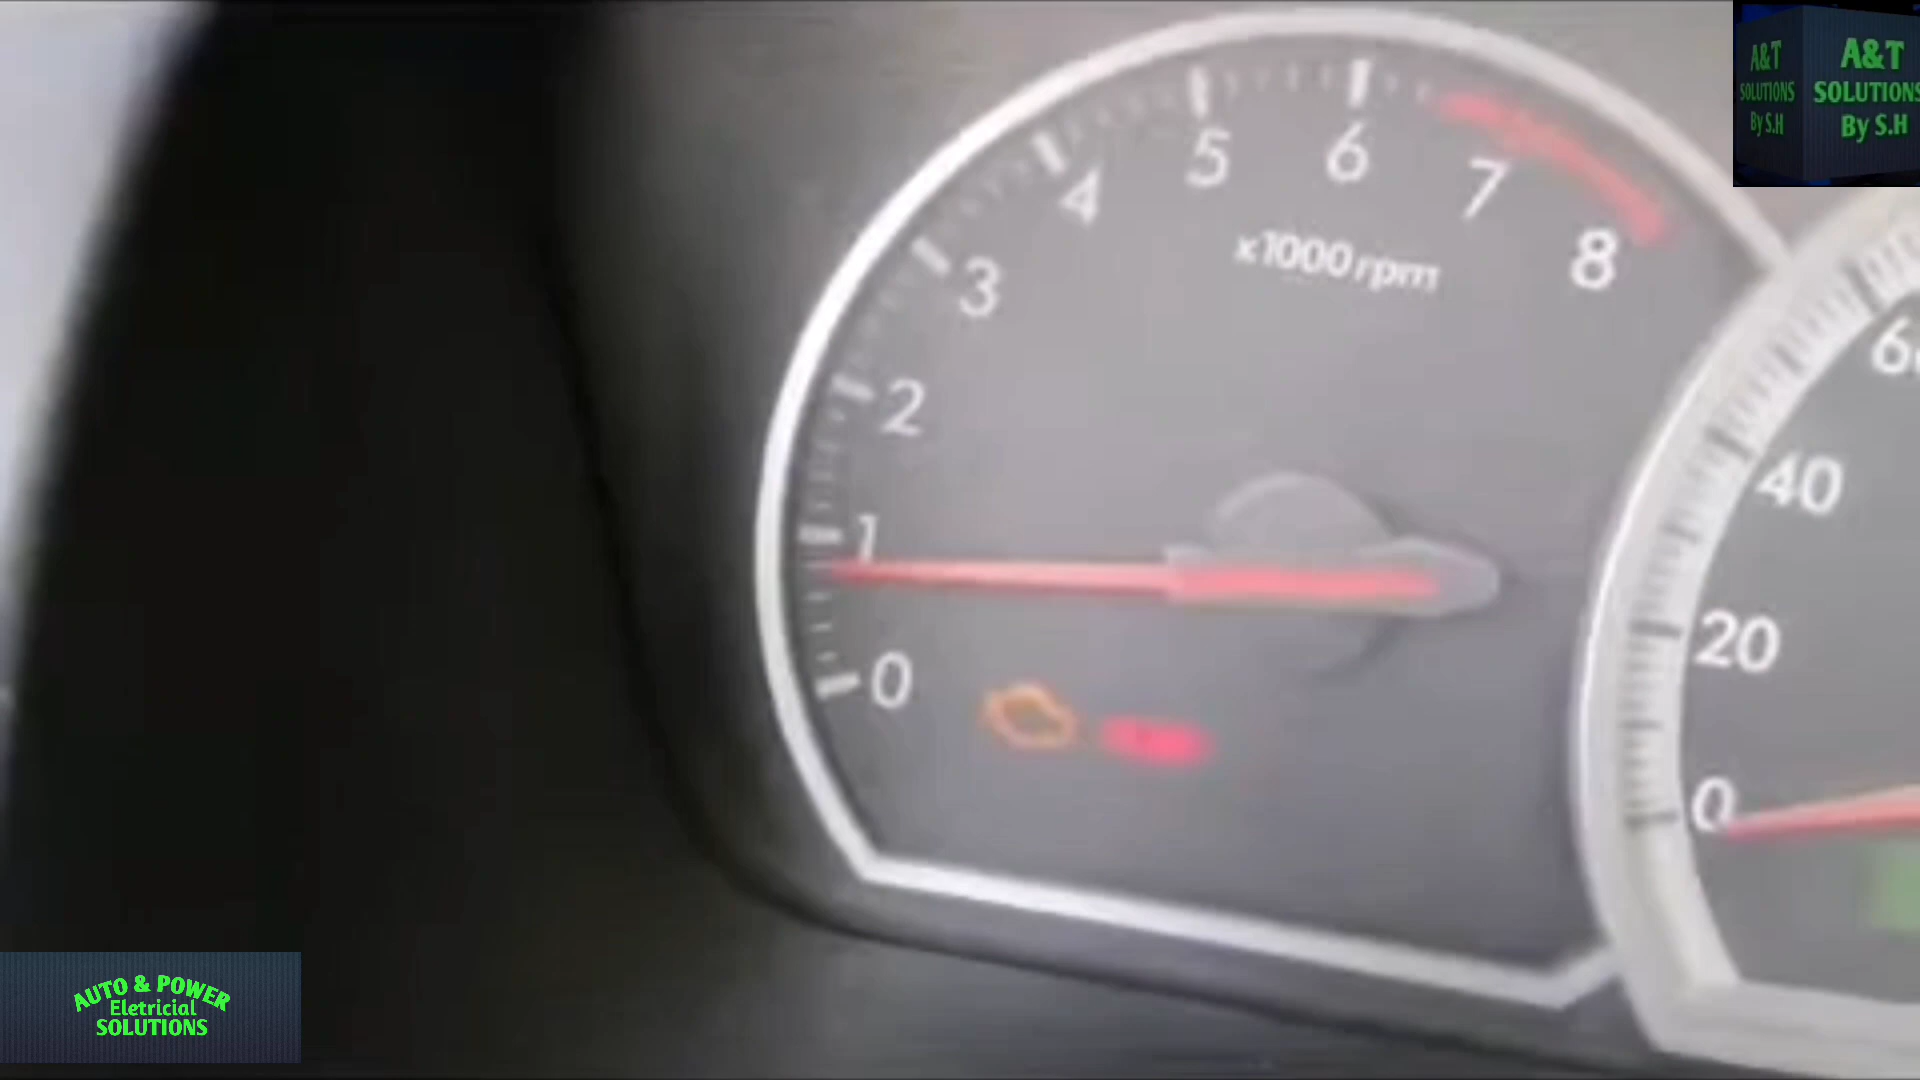 A&T
SOLUTIONS
By S.H
A&T
SOLUTIONS
By S.H
5
6
4
7
3
8
x1000 rpm
2
1
0
60
40
20
0
AUTO & POWER
Eletricial
SOLUTIONS